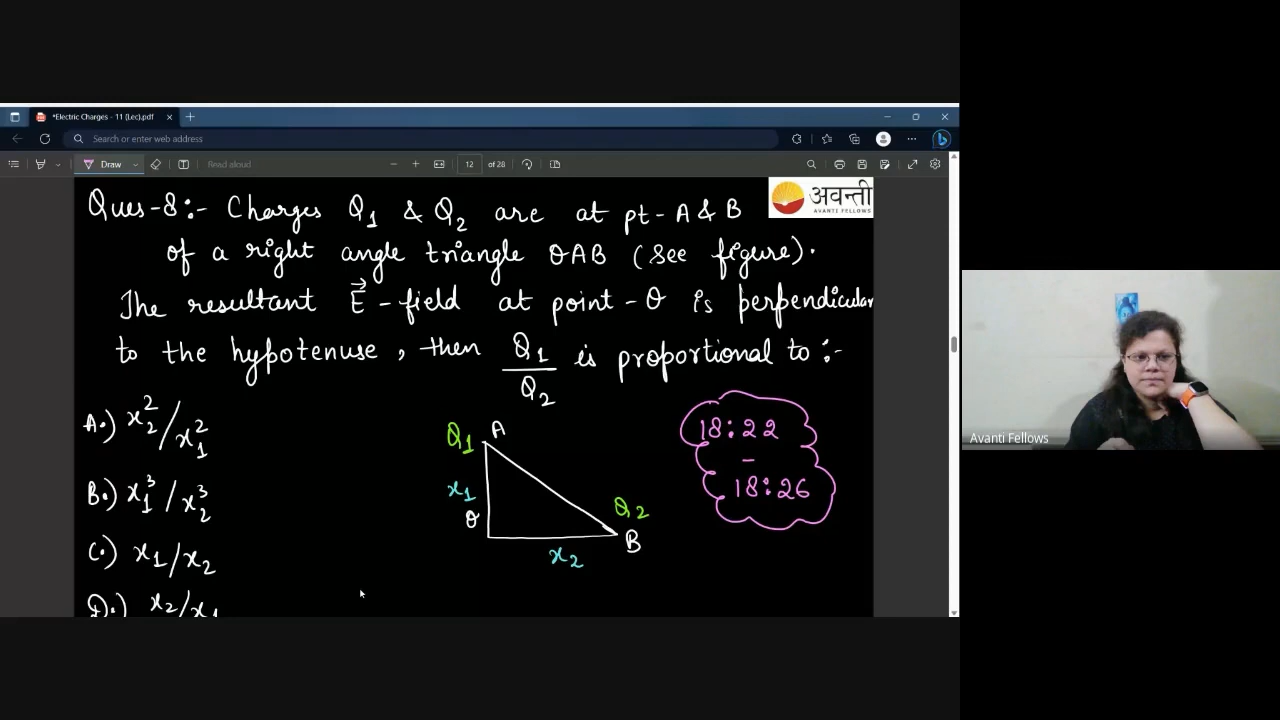 *Electric Charges - 11 (Lec).pdf
Search or enter web address
Draw
Read aloud
12 of 28
Ques-8:- Charges Q1 & Q2 are at pt-A & B
अवन्ती
AVANTI FELLOWS
of a right angle triangle OAB (See figure).
The resultant E⃗-field at point-O is perpendicular
to the hypotenuse, then Q1/Q2 is proportional to:-
A.) x2²/x1²
B.) x1³/x2³
C.) x1/x2
D.) x2/x1
Q1 A
x1
O
Q2
B
x2
18:22
-
18:26
Avanti Fellows